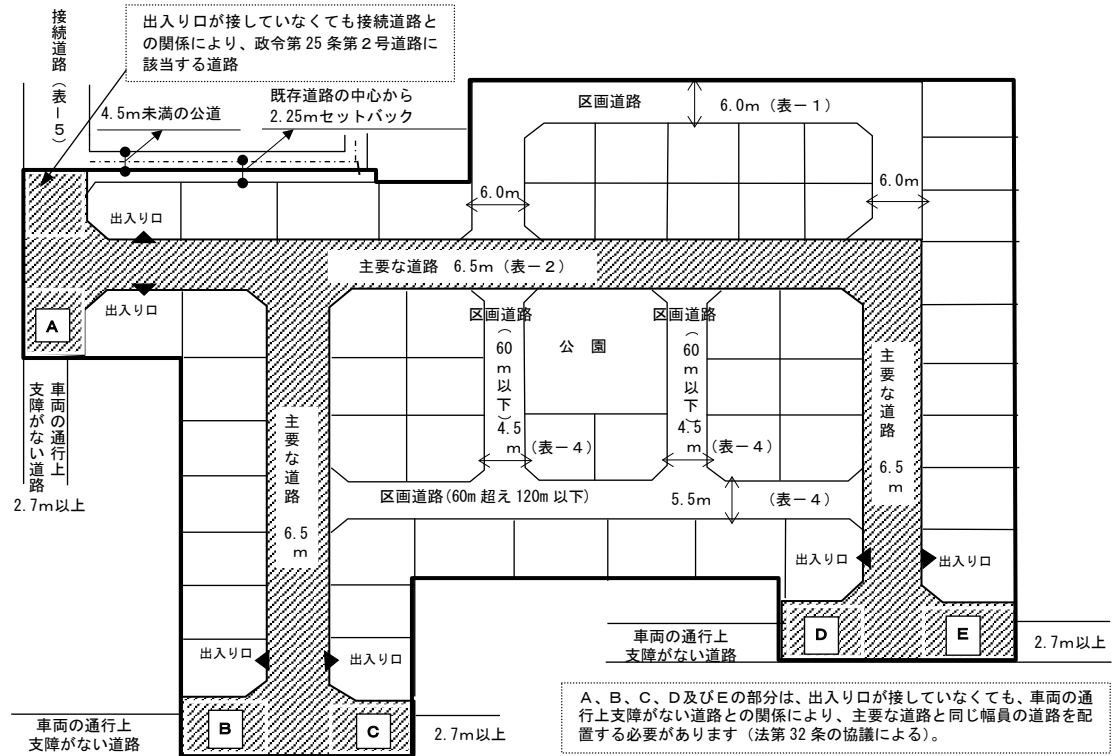 接続道路（表－5）
出入り口が接していなくても接続道路と
の関係により、政令第 25 条第２号道路に
該当する道路
4.5m未満の公道
既存道路の中心から
2.25mセットバック
区画道路
6.0m（表－１）
6.0m
6.0m
出入り口
主要な道路 6.5m（表－2）
出入り口
A
区画道路
（60m以下）
4.5m
（表－４）
公 園
区画道路
（60m以下）
4.5m
（表－４）
主要な道路
6.5m
主要な道路
6.5m
車両の通行上
支障がない道路
2.7m以上
区画道路(60m 超え 120m 以下)
5.5m
（表－４）
出入り口
出入り口
出入り口
出入り口
車両の通行上
支障がない道路
D
E
2.7m以上
車両の通行上
支障がない道路
B
C
2.7m以上
A、B、C、D及びEの部分は、出入り口が接していなくても、車両の通
行上支障がない道路との関係により、主要な道路と同じ幅員の道路を配
置する必要があります（法第 32 条の協議による）。